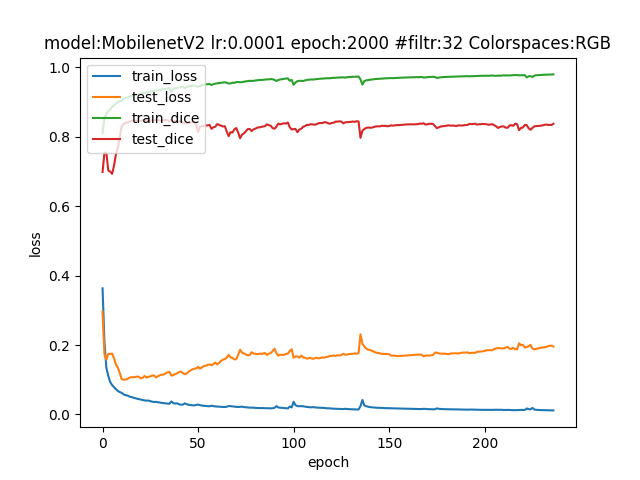 model:MobilenetV2 lr:0.0001 epoch:2000 #filtr:32 Colorspaces:RGB
train_loss
test_loss
train_dice
test_dice
1.0
0.8
0.6
0.4
0.2
0.0
loss
0 50 100 150 200
epoch